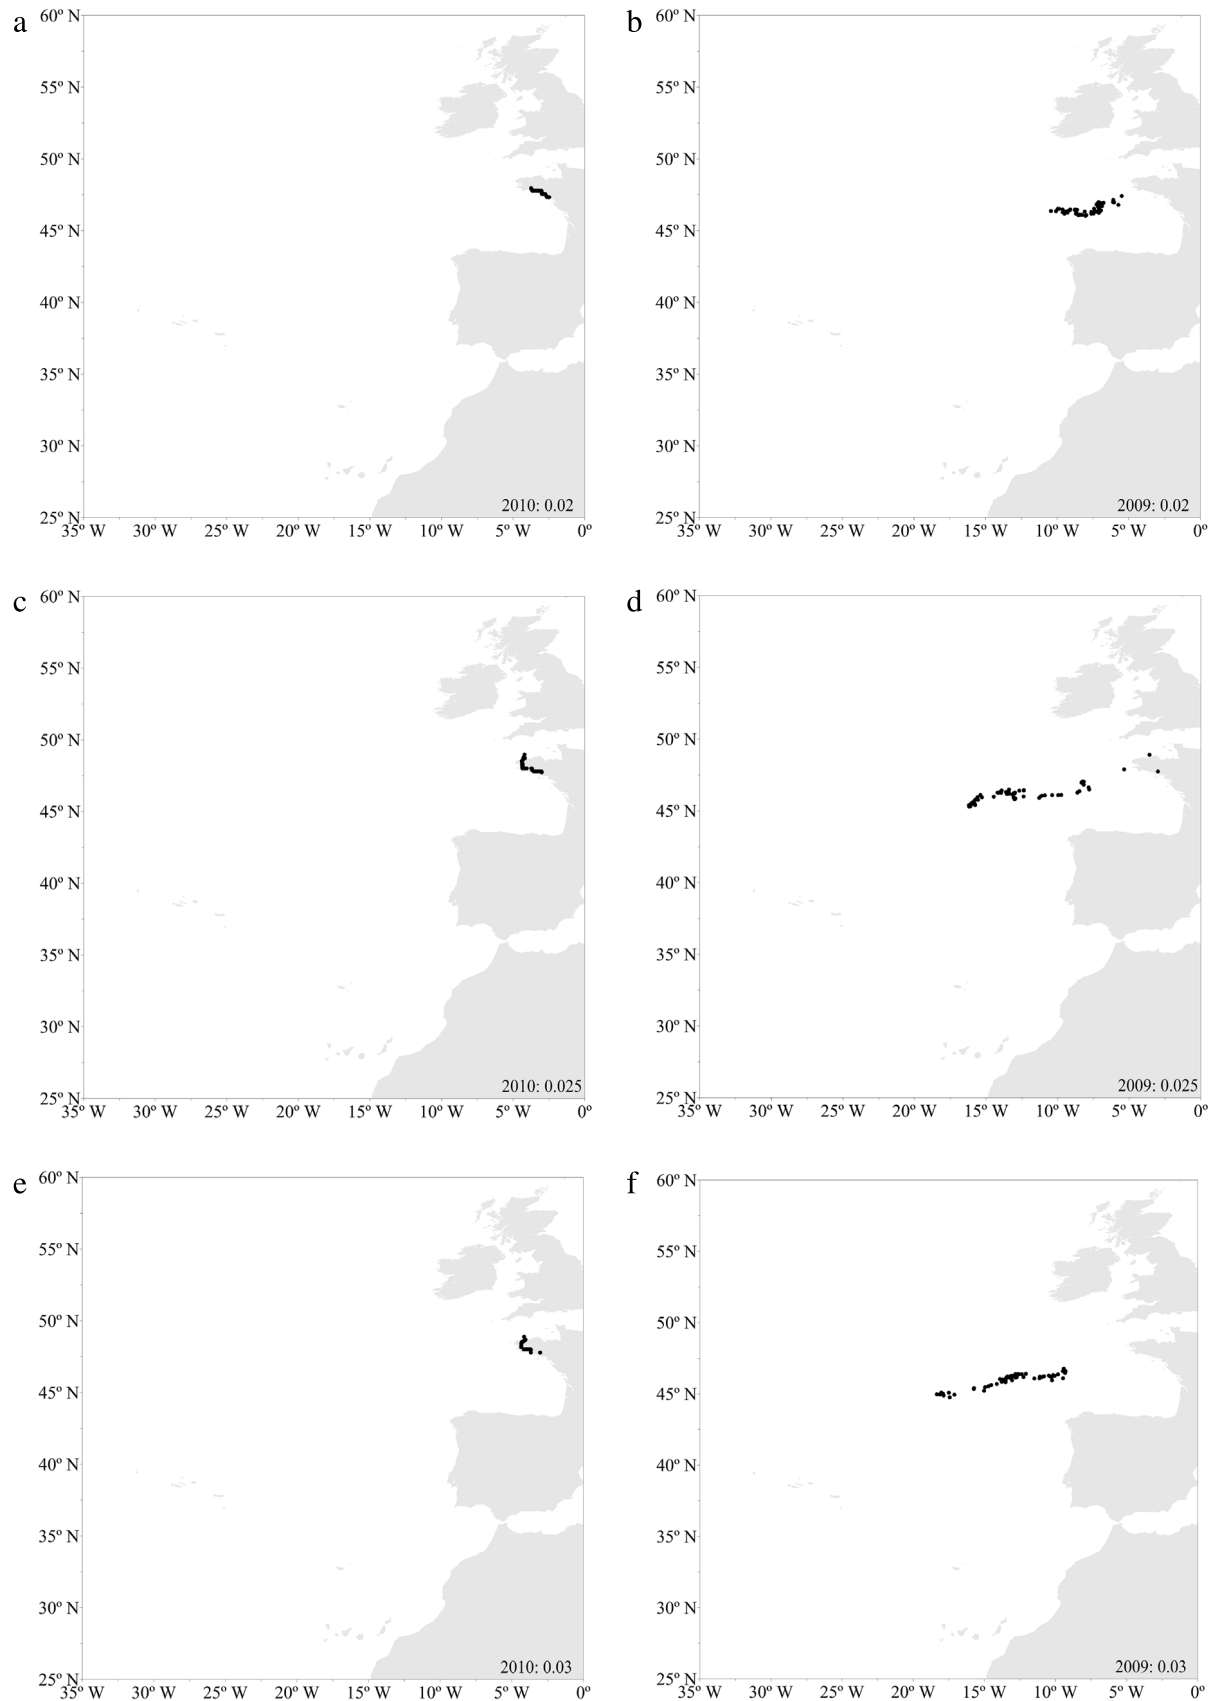 a
60º N
55º N
50º N
45º N
40º N
35º N
30º N
25º N
35º W 30º W 25º W 20º W 15º W 10º W 5º W 0º
2010: 0.02
b
60º N
55º N
50º N
45º N
40º N
35º N
30º N
25º N
35º W 30º W 25º W 20º W 15º W 10º W 5º W 0º
2009: 0.02
c
60º N
55º N
50º N
45º N
40º N
35º N
30º N
25º N
35º W 30º W 25º W 20º W 15º W 10º W 5º W 0º
2010: 0.025
d
60º N
55º N
50º N
45º N
40º N
35º N
30º N
25º N
35º W 30º W 25º W 20º W 15º W 10º W 5º W 0º
2009: 0.025
e
60º N
55º N
50º N
45º N
40º N
35º N
30º N
25º N
35º W 30º W 25º W 20º W 15º W 10º W 5º W 0º
2010: 0.03
f
60º N
55º N
50º N
45º N
40º N
35º N
30º N
25º N
35º W 30º W 25º W 20º W 15º W 10º W 5º W 0º
2009: 0.03